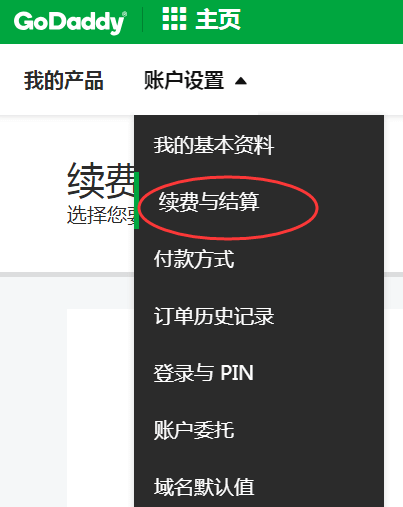 GoDaddy 主页
我的产品 账户设置
我的基本资料
续费
续费与结算
选择您要
付款方式
订单历史记录
登录与 PIN
账户委托
域名默认值